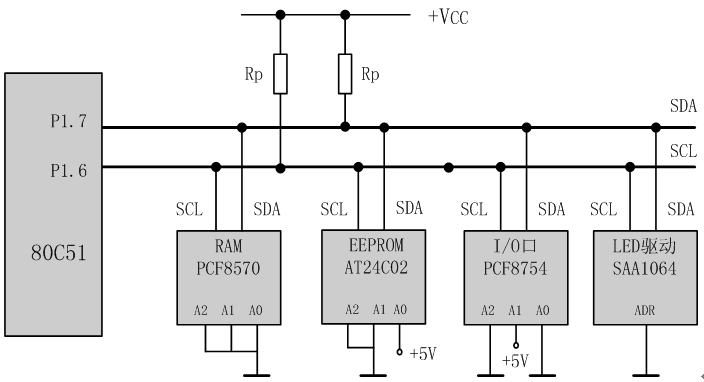 +VCC
Rp Rp
SDA
P1.7
SCL
P1.6
SCL SDA SCL SDA SCL SDA SCL SDA
80C51
RAM EEPROM I/O口 LED驱动
PCF8570 AT24C02 PCF8754 SAA1064
A2 A1 A0 A2 A1 A0 A2 A1 A0 ADR
+5V +5V